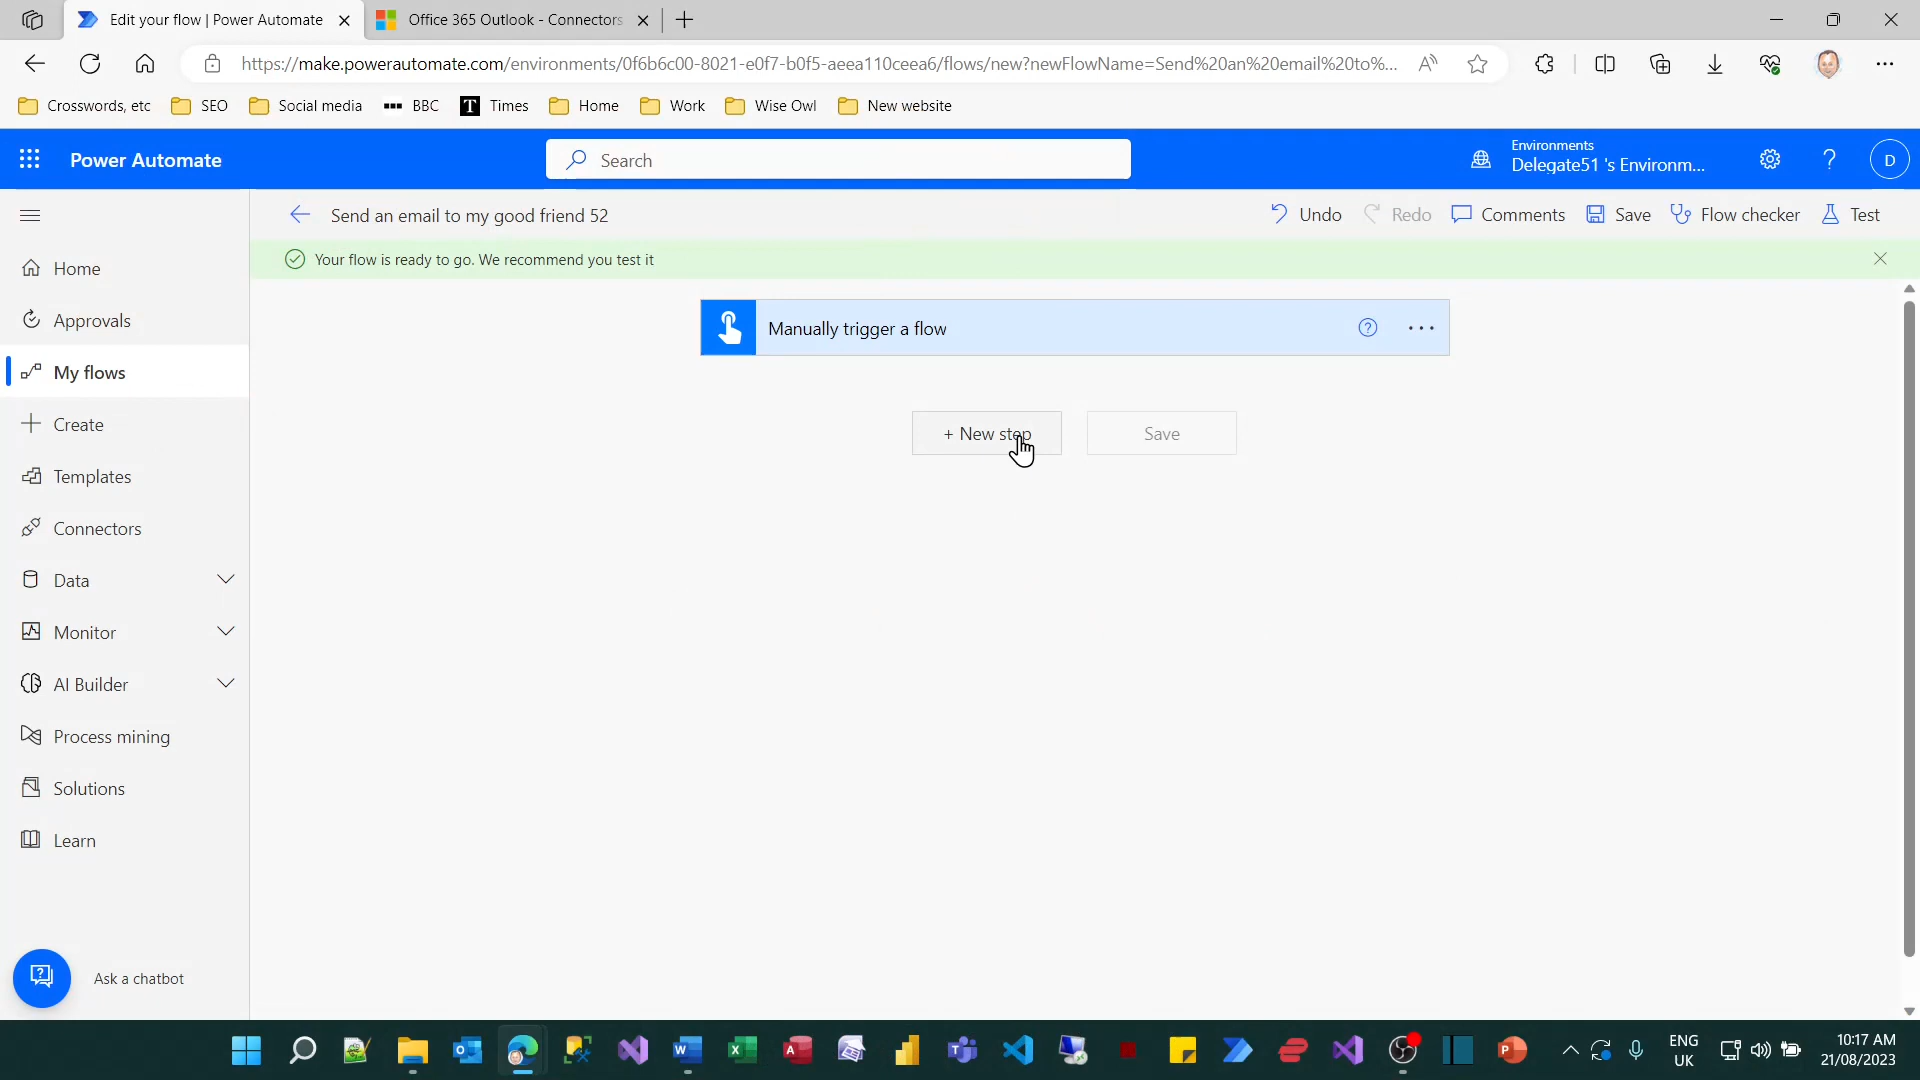 Edit your flow | Power Automate
Office 365 Outlook - Connectors
https://make.powerautomate.com/environments/0f6b6c00-8021-e0f7-b0f5-aeea110ceea6/flows/new?newFlowName=Send%20an%20email%20to%...
Crosswords, etc
SEO
Social media
BBC
T Times
Home
Work
Wise Owl
New website
Power Automate
Search
Environments
Delegate51 's Environm...
D
Send an email to my good friend 52
Undo
Redo
Comments
Save
Flow checker
Test
Your flow is ready to go. We recommend you test it
Home
Approvals
My flows
Create
Templates
Connectors
Data
Monitor
AI Builder
Process mining
Solutions
Learn
Ask a chatbot
Manually trigger a flow
+ New step
Save
ENG
UK
10:17 AM
21/08/2023